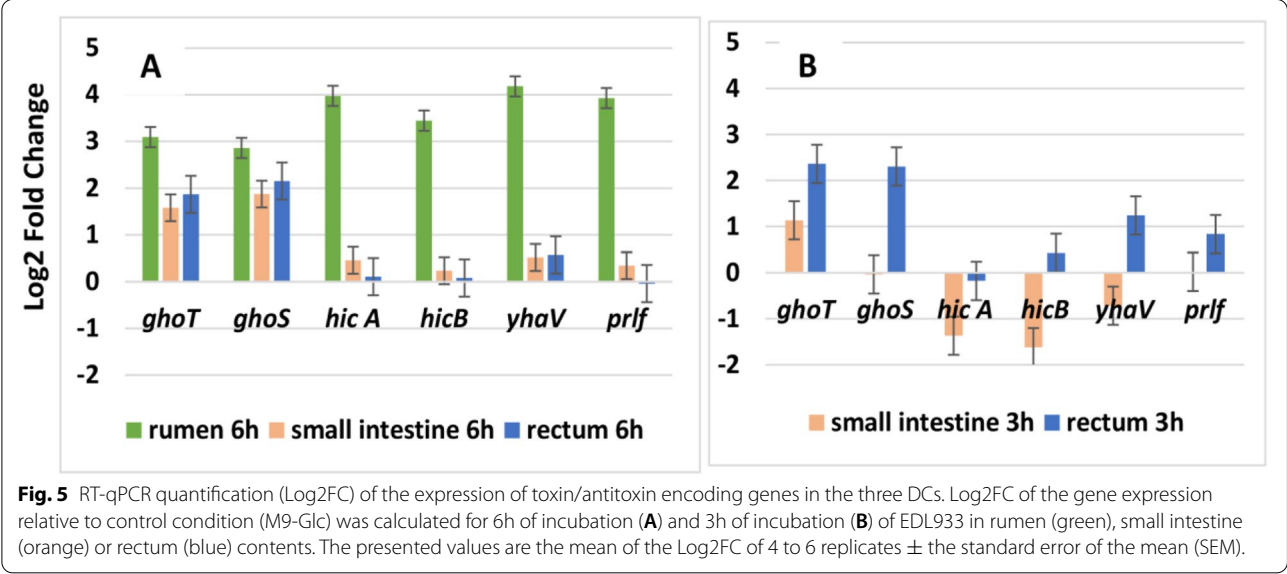 A
Log2 Fold Change
5
4
3
2
1
0
-1
-2
ghoT ghoS hic A hicB yhaV prlf
rumen 6h small intestine 6h rectum 6h
B
5
4
3
2
1
0
-1
-2
ghoT ghoS hic A hicB yhaV prlf
small intestine 3h rectum 3h
Fig. 5 RT-qPCR quantification (Log2FC) of the expression of toxin/antitoxin encoding genes in the three DCs. Log2FC of the gene expression
relative to control condition (M9-Glc) was calculated for 6h of incubation (A) and 3h of incubation (B) of EDL933 in rumen (green), small intestine
(orange) or rectum (blue) contents. The presented values are the mean of the Log2FC of 4 to 6 replicates ± the standard error of the mean (SEM).